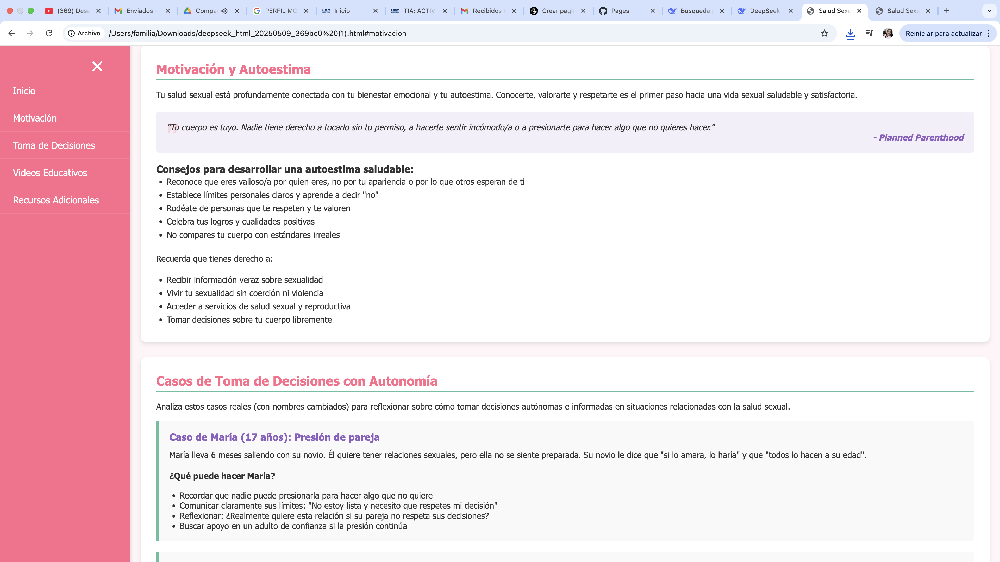 (369) Desa
Enviados -
Compa
PERFIL MO
Inicio
TIA: ACTIV
Recibidos
Crear págin
Pages
Búsqueda
DeepSeek
Salud Sexu
Salud Sexu
Archivo /Users/familia/Downloads/deepseek_html_20250509_369bc0%20(1).html#motivacion
Reiniciar para actualizar
Inicio
Motivación
Toma de Decisiones
Videos Educativos
Recursos Adicionales
Motivación y Autoestima
Tu salud sexual está profundamente conectada con tu bienestar emocional y tu autoestima. Conocerte, valorarte y respetarte es el primer paso hacia una vida sexual saludable y satisfactoria.
"Tu cuerpo es tuyo. Nadie tiene derecho a tocarlo sin tu permiso, a hacerte sentir incómodo/a o a presionarte para hacer algo que no quieres hacer."
- Planned Parenthood
Consejos para desarrollar una autoestima saludable:
• Reconoce que eres valioso/a por quien eres, no por tu apariencia o por lo que otros esperan de ti
• Establece límites personales claros y aprende a decir "no"
• Rodéate de personas que te respeten y te valoren
• Celebra tus logros y cualidades positivas
• No compares tu cuerpo con estándares irreales
Recuerda que tienes derecho a:
• Recibir información veraz sobre sexualidad
• Vivir tu sexualidad sin coerción ni violencia
• Acceder a servicios de salud sexual y reproductiva
• Tomar decisiones sobre tu cuerpo libremente
Casos de Toma de Decisiones con Autonomía
Analiza estos casos reales (con nombres cambiados) para reflexionar sobre cómo tomar decisiones autónomas e informadas en situaciones relacionadas con la salud sexual.
Caso de María (17 años): Presión de pareja
María lleva 6 meses saliendo con su novio. Él quiere tener relaciones sexuales, pero ella no se siente preparada. Su novio le dice que "si lo amara, lo haría" y que "todos lo hacen a su edad".
¿Qué puede hacer María?
• Recordar que nadie puede presionarla para hacer algo que no quiere
• Comunicar claramente sus límites: "No estoy lista y necesito que respetes mi decisión"
• Reflexionar: ¿Realmente quiere esta relación si su pareja no respeta sus decisiones?
• Buscar apoyo en un adulto de confianza si la presión continúa